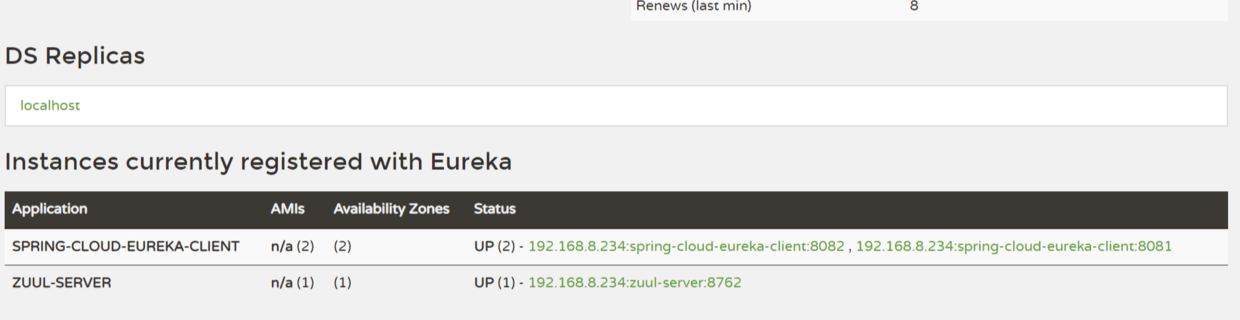 Renews (last min) 8
DS Replicas
localhost
Instances currently registered with Eureka
Application AMIs Availability Zones Status
SPRING-CLOUD-EUREKA-CLIENT n/a (2) (2) UP (2) - 192.168.8.234:spring-cloud-eureka-client:8082 , 192.168.8.234:spring-cloud-eureka-client:8081
ZUUL-SERVER n/a (1) (1) UP (1) - 192.168.8.234:zuul-server:8762